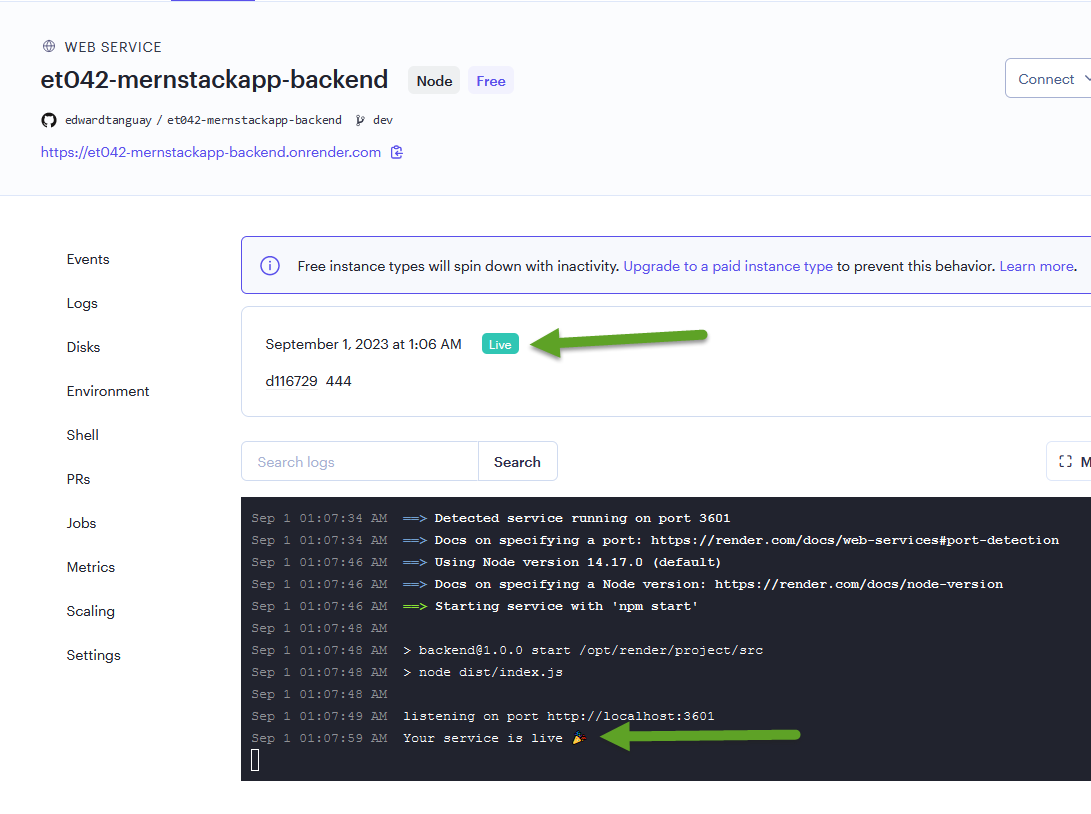 WEB SERVICE
et042-mernstackapp-backend Node Free
Connect
edwardtanguay / et042-mernstackapp-backend dev
https://et042-mernstackapp-backend.onrender.com
Events
Logs
Disks
Environment
Shell
PRs
Jobs
Metrics
Scaling
Settings
Free instance types will spin down with inactivity. Upgrade to a paid instance type to prevent this behavior. Learn more.
September 1, 2023 at 1:06 AM Live
d116729 444
Search logs Search
M
Sep 1 01:07:34 AM ==> Detected service running on port 3601
Sep 1 01:07:34 AM ==> Docs on specifying a port: https://render.com/docs/web-services#port-detection
Sep 1 01:07:46 AM ==> Using Node version 14.17.0 (default)
Sep 1 01:07:46 AM ==> Docs on specifying a Node version: https://render.com/docs/node-version
Sep 1 01:07:46 AM ==> Starting service with 'npm start'
Sep 1 01:07:48 AM
Sep 1 01:07:48 AM > backend@1.0.0 start /opt/render/project/src
Sep 1 01:07:48 AM > node dist/index.js
Sep 1 01:07:48 AM
Sep 1 01:07:49 AM listening on port http://localhost:3601
Sep 1 01:07:59 AM Your service is live 🎉